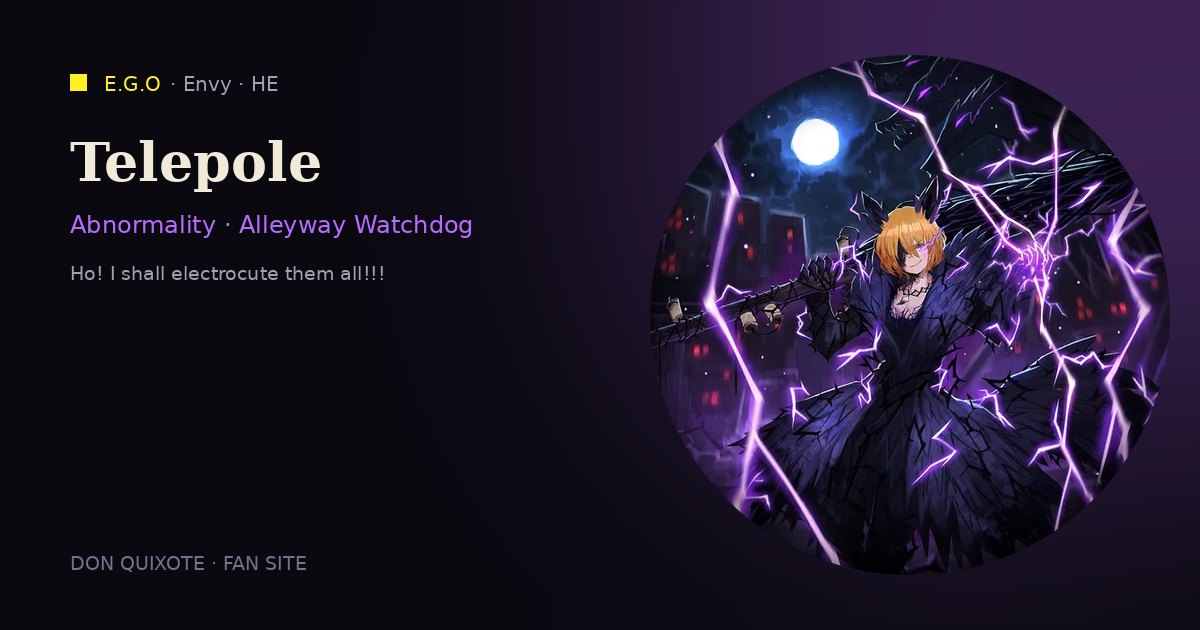 E.G.O · Envy · HE
Telepole
Abnormality · Alleyway Watchdog
Ho! I shall electrocute them all!!!
DON QUIXOTE · FAN SITE